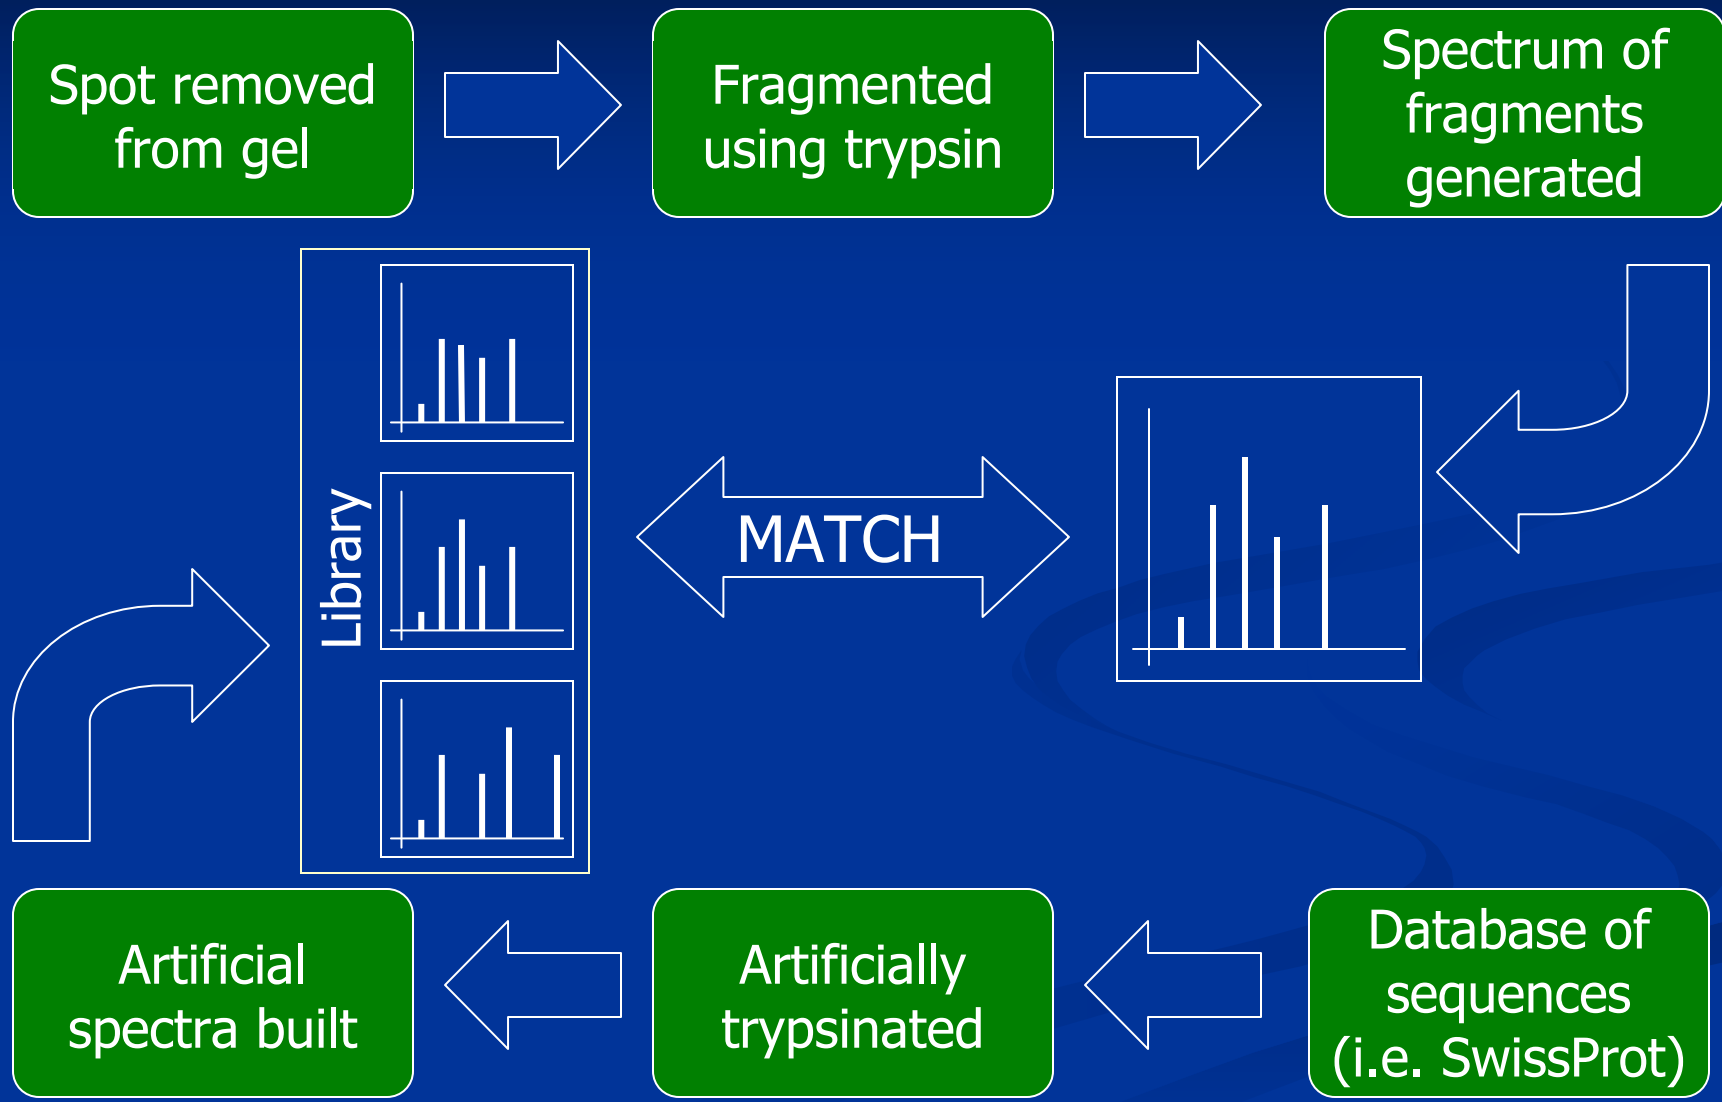 Spot removed
from gel
Fragmented
using trypsin
Spectrum of
fragments
generated
Library
MATCH
Artificial
spectra built
Artificially
trypsinated
Database of
sequences
(i.e. SwissProt)